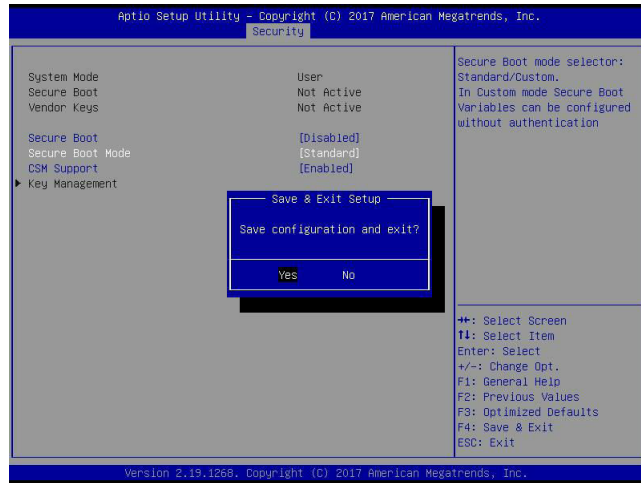 Aptio Setup Utility – Copyright (C) 2017 American Megatrends, Inc.
Security
System Mode User
Secure Boot Not Active
Vendor Keys Not Active
Secure Boot [Disabled]
Secure Boot Mode [Standard]
CSM Support [Enabled]
Key Management
Save & Exit Setup
Save configuration and exit?
Yes No
Secure Boot mode selector:
Standard/Custom.
In Custom mode Secure Boot
Variables can be configured
without authentication
→←: Select Screen
↑↓: Select Item
Enter: Select
+/-: Change Opt.
F1: General Help
F2: Previous Values
F3: Optimized Defaults
F4: Save & Exit
ESC: Exit
Version 2.19.1268. Copyright (C) 2017 American Megatrends, Inc.